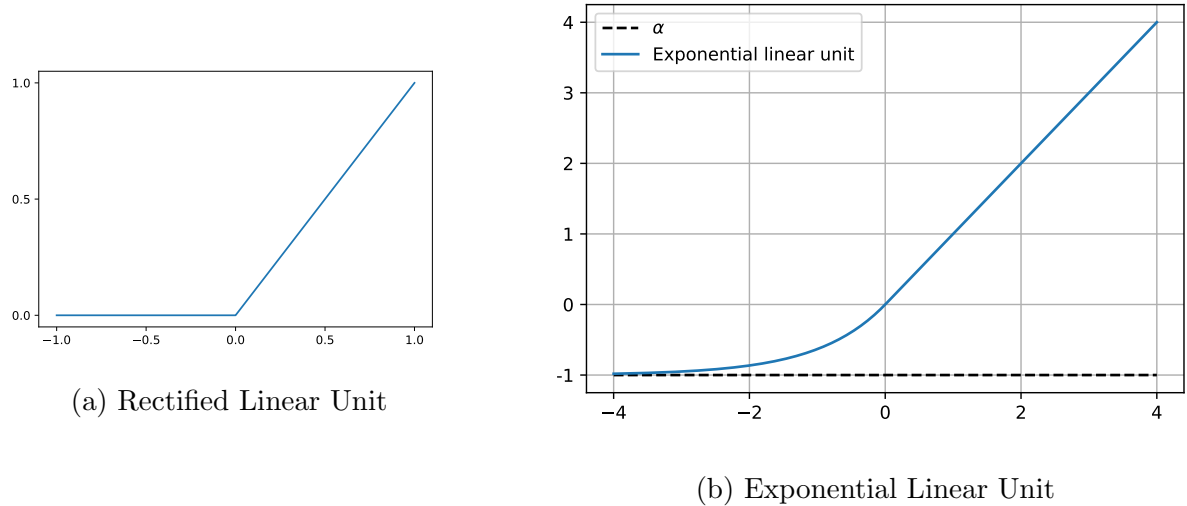 1.0
0.5
0.0
−1.0 −0.5 0.0 0.5 1.0
(a) Rectified Linear Unit
α
Exponential linear unit
4
3
2
1
0
-1
−4 −2 0 2 4
(b) Exponential Linear Unit